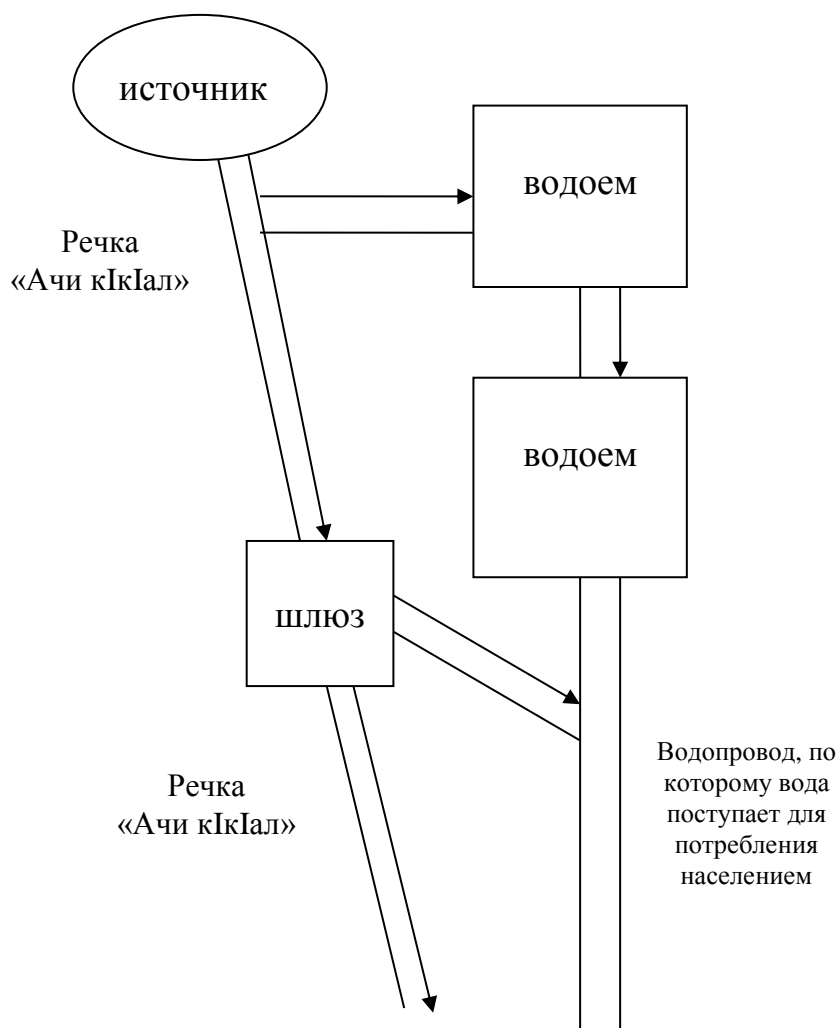 источник
водоем
Речка
«Ачи кIкIал»
водоем
шлюз
Водопровод, по
которому вода
поступает для
потребления
населением
Речка
«Ачи кIкIал»